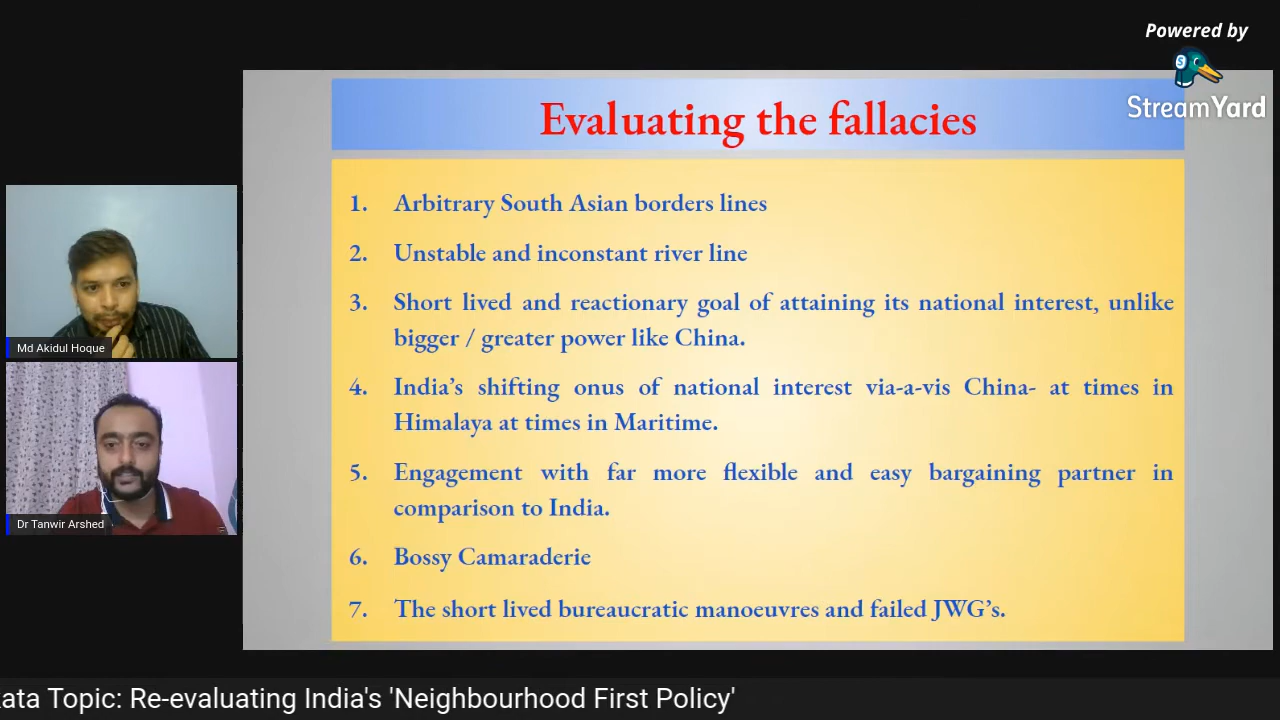 Powered by
StreamYard
Evaluating the fallacies
1. Arbitrary South Asian borders lines
2. Unstable and inconstant river line
3. Short lived and reactionary goal of attaining its national interest, unlike
bigger / greater power like China.
4. India's shifting onus of national interest via-a-vis China- at times in
Himalaya at times in Maritime.
5. Engagement with far more flexible and easy bargaining partner in
comparison to India.
6. Bossy Camaraderie
7. The short lived bureaucratic manoeuvres and failed JWG's.
Md Akidul Hoque
Dr Tanwir Arshed
ata Topic: Re-evaluating India's 'Neighbourhood First Policy'